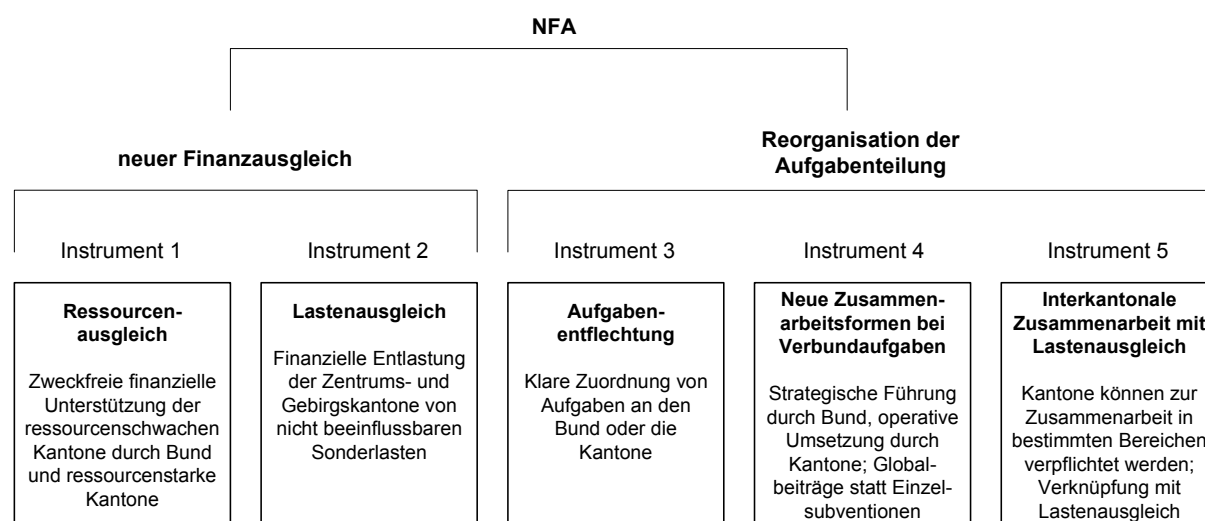 NFA
neuer Finanzausgleich
Reorganisation der
Aufgabenteilung
Instrument 1
Instrument 2
Instrument 3
Instrument 4
Instrument 5
Ressourcen-
ausgleich
Zweckfreie finanzielle
Unterstützung der
ressourcenschwachen
Kantone durch Bund
und ressourcenstarke
Kantone
Lastenausgleich
Finanzielle Entlastung
der Zentrums- und
Gebirgskantone von
nicht beeinflussbaren
Sonderlasten
Aufgaben-
entflechtung
Klare Zuordnung von
Aufgaben an den
Bund oder die
Kantone
Neue Zusammen-
arbeitsformen bei
Verbundaufgaben
Strategische Führung
durch Bund, operative
Umsetzung durch
Kantone; Global-
beiträge statt Einzel-
subventionen
Interkantonale
Zusammenarbeit mit
Lastenausgleich
Kantone können zur
Zusammenarbeit in
bestimmten Bereichen
verpflichtet werden;
Verknüpfung mit
Lastenausgleich